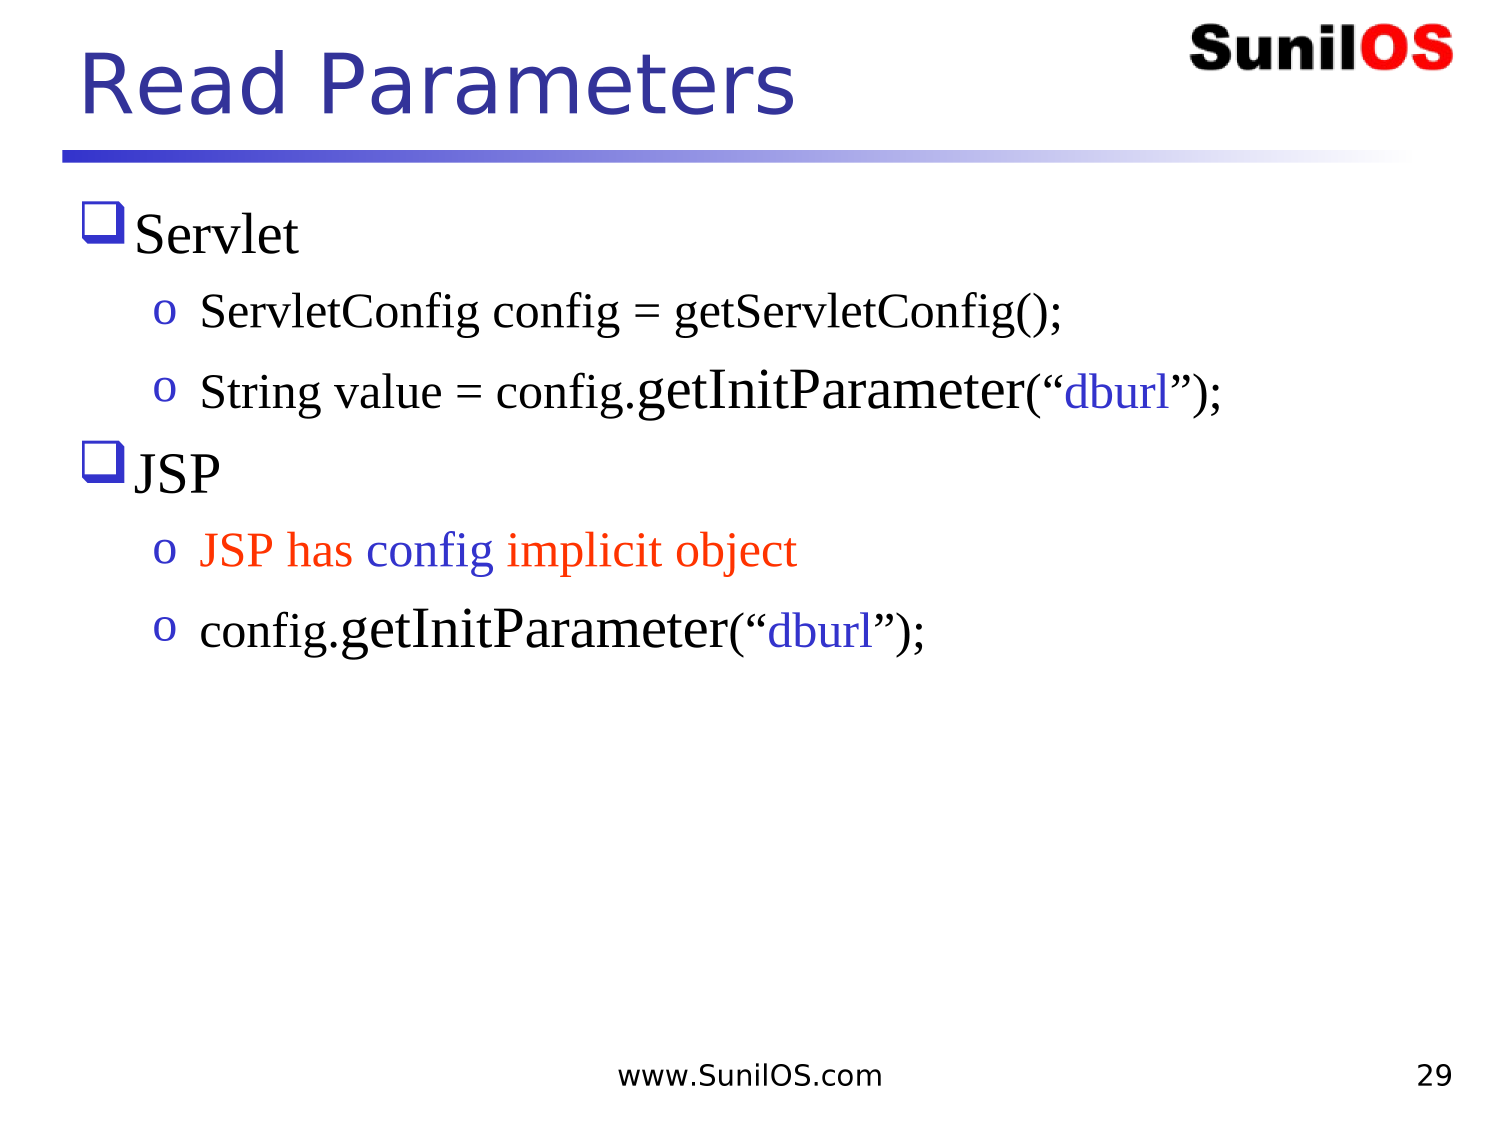 SunilOS
Read Parameters
Servlet
o ServletConfig config = getServletConfig();
o String value = config.getInitParameter(“dburl”);
JSP
o JSP has config implicit object
o config.getInitParameter(“dburl”);
www.SunilOS.com
29